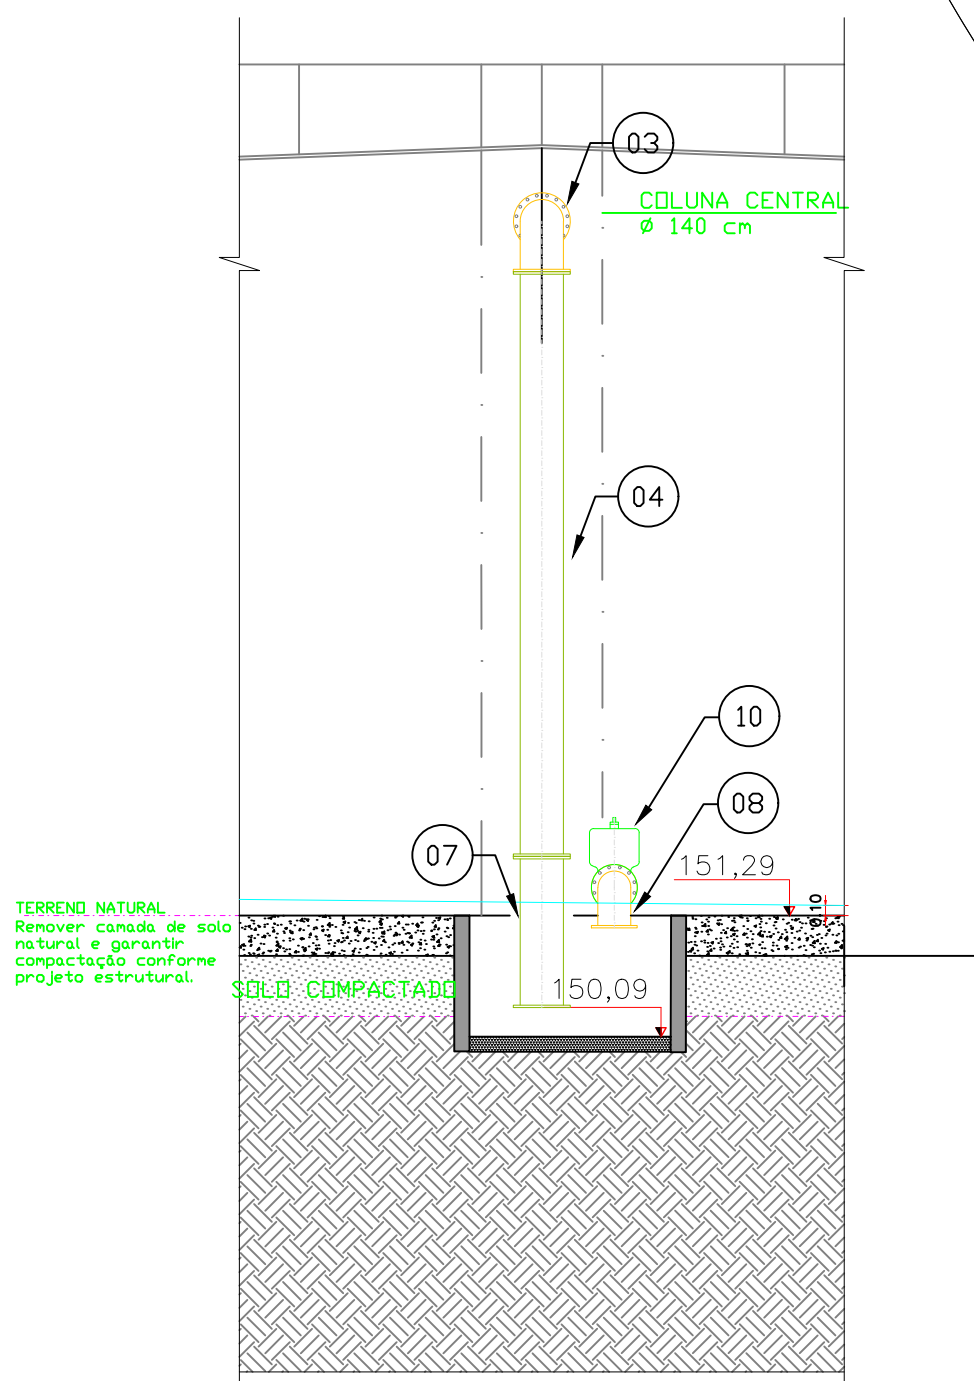 03
COLUNA CENTRAL
Ø 140 cm
04
10
08
07
151,29
0 10
TERRENO NATURAL
Remover camada de solo
natural e garantir
compactação conforme
projeto estrutural.
SOLO COMPACTADO
150,09